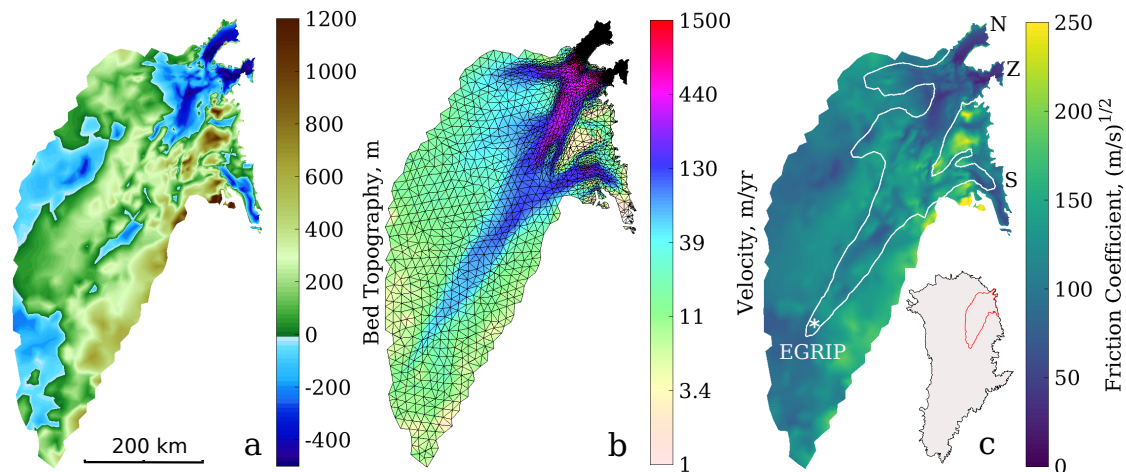 1200
1000
800
600
400
200
0
-200
-400
Bed Topography, m
200 km
a
1500
440
130
39
11
3.4
1
Velocity, m/yr
b
N
Z
S
*
EGRIP
c
250
200
150
100
50
0
Friction Coefficient, (m/s)^1/2